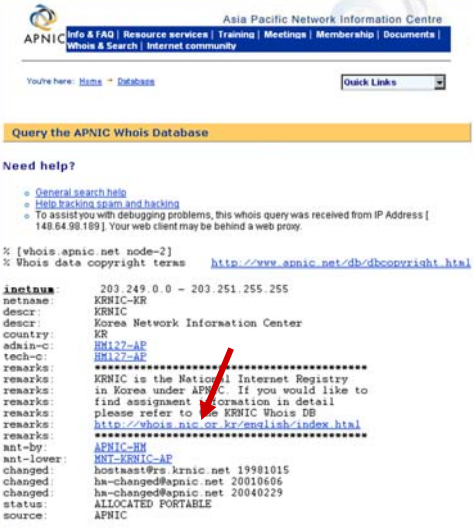 Asia Pacific Network Information Centre
APNIC
Info & FAQ | Resource services | Training | Meetings | Membership | Documents |
Whois & Search | Internet community
You're here: Home Database
Quick Links
Query the APNIC Whois Database
Need help?
General search help
Help tracking spam and hacking
To assist you with debugging problems, this whois query was received from IP Address [
148.64.98.189 ]. Your web client may be behind a web proxy.
% [whois.apnic.net node-2]
% Whois data copyright terms http://www.apnic.net/db/dbcopyright.html
inetnum: 203.249.0.0 - 203.251.255.255
netname: KRNIC-KR
descr: KRNIC
descr: Korea Network Information Center
country: KR
admin-c: HM127-AP
tech-c: HM127-AP
remarks: ******************************************
remarks: KRNIC is the National Internet Registry
remarks: in Korea under APNIC. If you would like to
remarks: find assignment information in detail
remarks: please refer to the KRNIC Whois DB
remarks: http://whois.nic.or.kr/english/index.html
remarks: ******************************************
mnt-by: APNIC-HM
mnt-lower: MNT-KRNIC-AP
changed: hostmast@rs.krnic.net 19981015
changed: hm-changed@apnic.net 20010606
changed: hm-changed@apnic.net 20040229
status: ALLOCATED PORTABLE
source: APNIC